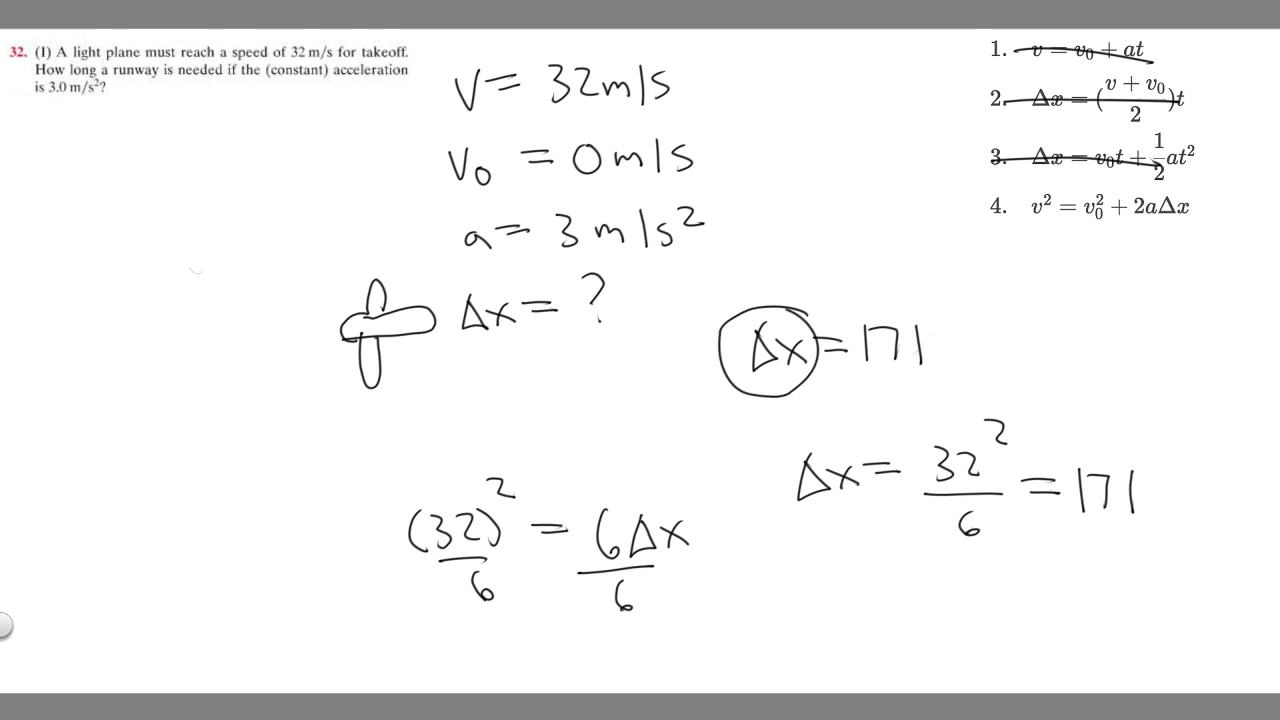 32. (I) A light plane must reach a speed of 32 m/s for takeoff.
How long a runway is needed if the (constant) acceleration
is 3.0 m/s²?
v = 32 m/s
v₀ = 0 m/s
a = 3 m/s²
Δx = ?
1. v = v₀ + at
2. Δx = (v + v₀ / 2)t
3. Δx = v₀t + 1/2 at²
4. v² = v₀² + 2aΔx
Δx = 171
Δx = 32² / 6 = 171
(32)² / 6 = 6Δx / 6